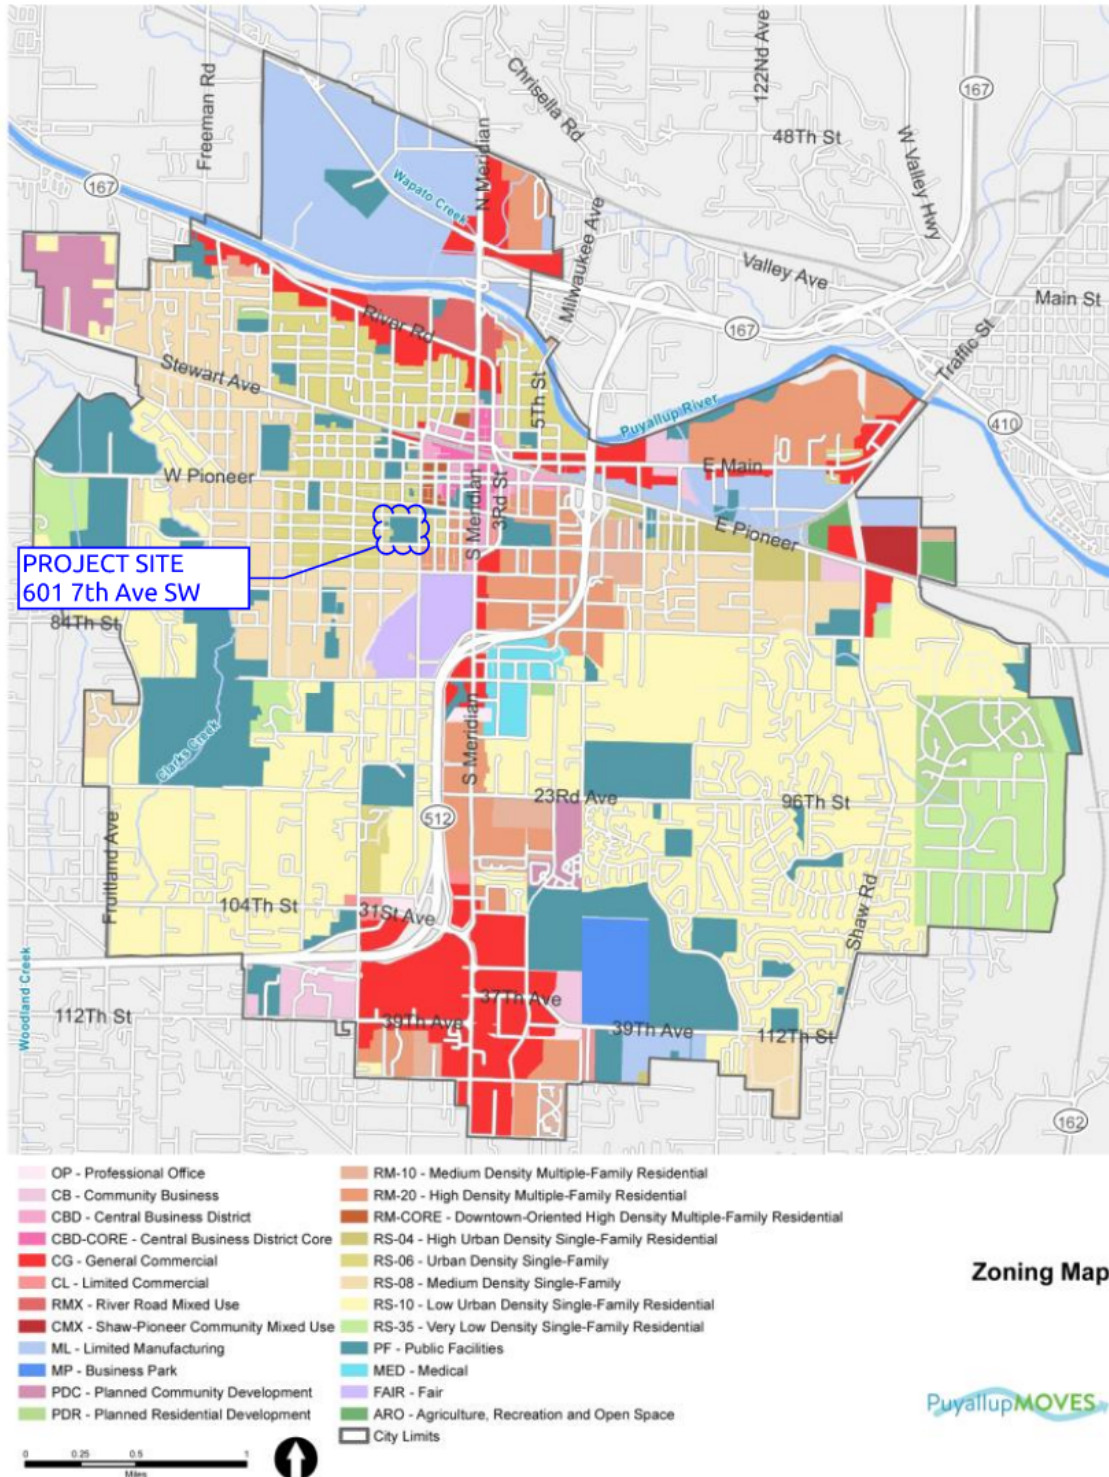 122Nd Ave
Chrisella Rd
Freeman Rd
167
48Th St
W Valley Hwy
N Meridian
Wapato Creek
167
Milwaukee Ave
Valley Ave
Main St
River Rd
167
Traffic St
Stewart Ave
5Th St
Puyallup River
410
W Pioneer
E Main
S Meridian
3Rd St
E Pioneer
PROJECT SITE
601 7th Ave SW
84Th St
Clarks Creek
S Meridian
23Rd Ave
96Th St
512
Fruitland Ave
104Th St
31St Ave
Shaw Rd
Woodland Creek
37Th Ave
112Th St
39Th Ave
39Th Ave
112Th St
162
OP - Professional Office
CB - Community Business
CBD - Central Business District
CBD-CORE - Central Business District Core
CG - General Commercial
CL - Limited Commercial
RMX - River Road Mixed Use
CMX - Shaw-Pioneer Community Mixed Use
ML - Limited Manufacturing
MP - Business Park
PDC - Planned Community Development
PDR - Planned Residential Development
RM-10 - Medium Density Multiple-Family Residential
RM-20 - High Density Multiple-Family Residential
RM-CORE - Downtown-Oriented High Density Multiple-Family Residential
RS-04 - High Urban Density Single-Family Residential
RS-06 - Urban Density Single-Family
RS-08 - Medium Density Single-Family
RS-10 - Low Urban Density Single-Family Residential
RS-35 - Very Low Density Single-Family Residential
PF - Public Facilities
MED - Medical
FAIR - Fair
ARO - Agriculture, Recreation and Open Space
City Limits
Zoning Map
PuyallupMOVES
0 0.25 0.5 1
Miles